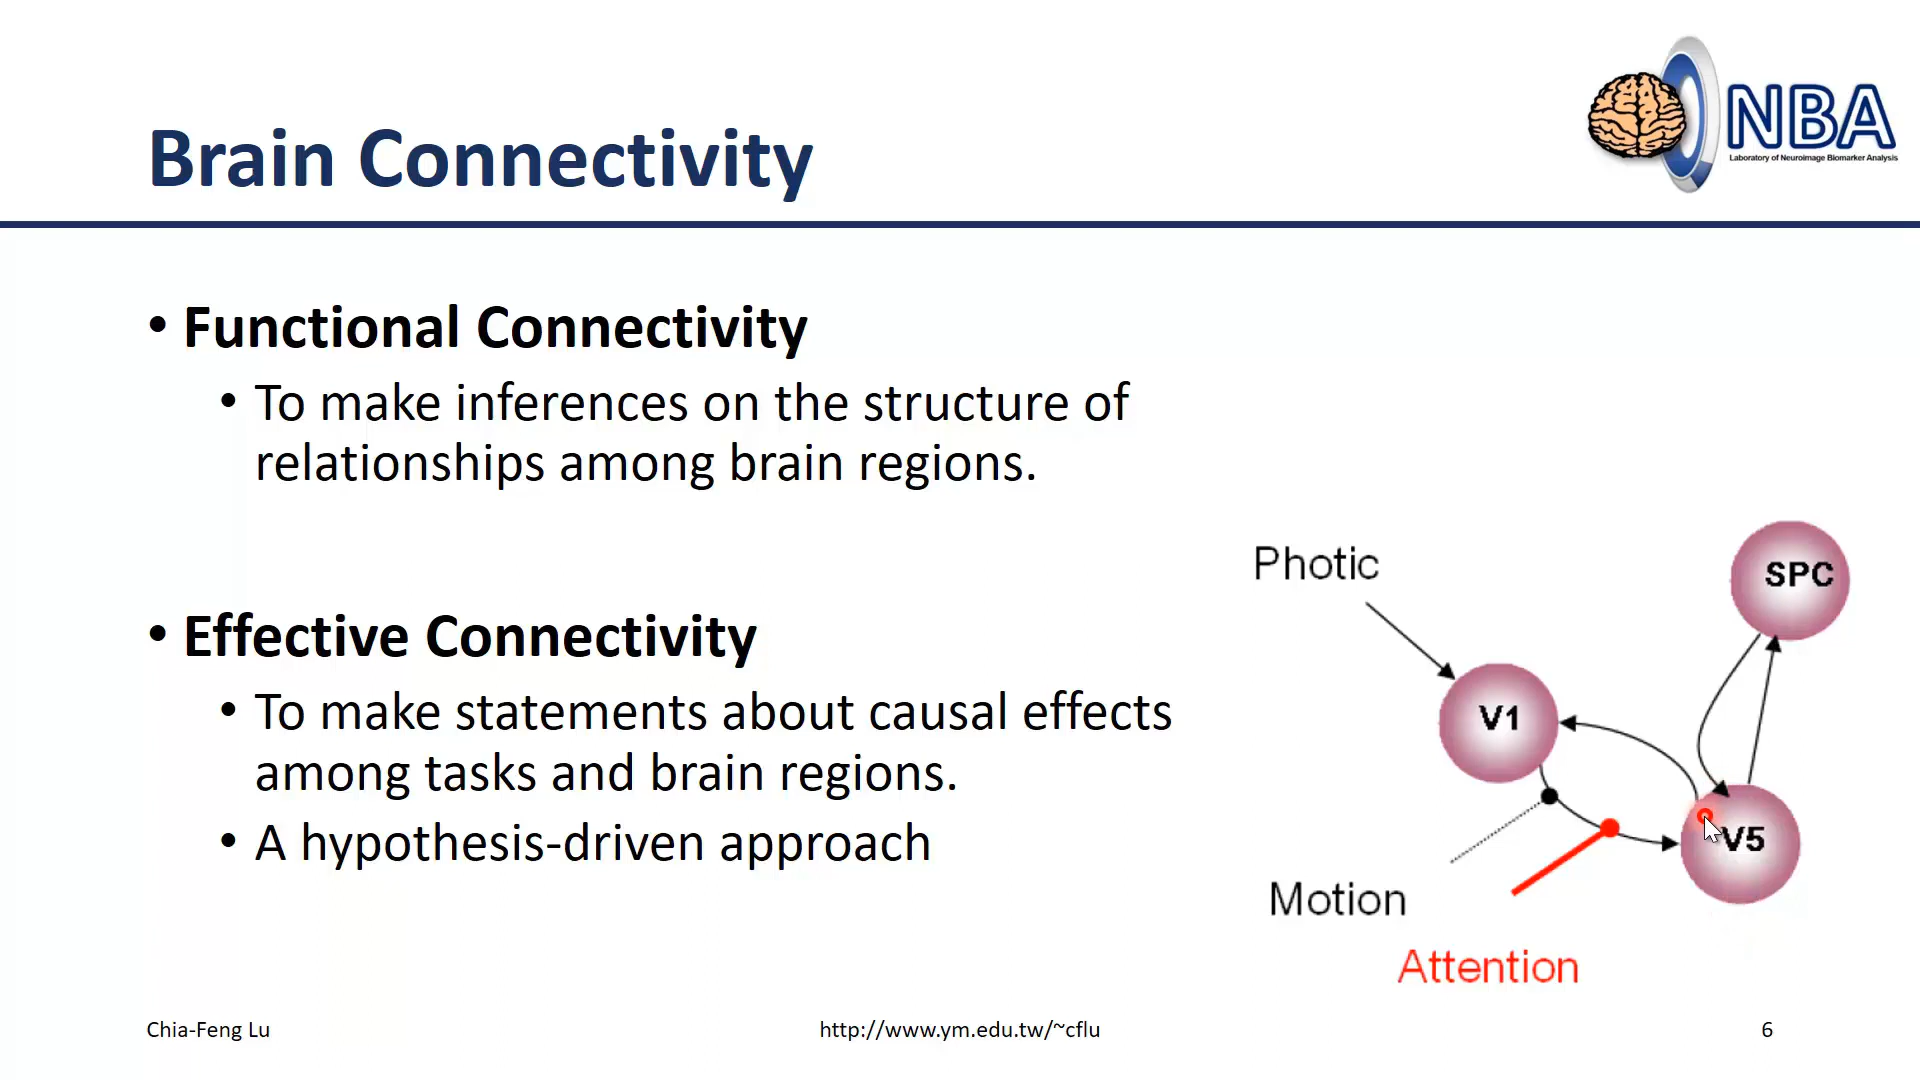 NBA
Laboratory of Neuroimage Biomarker Analysis
Brain Connectivity
• Functional Connectivity
• To make inferences on the structure of
relationships among brain regions.
• Effective Connectivity
• To make statements about causal effects
among tasks and brain regions.
• A hypothesis-driven approach
Photic
SPC
V1
V5
Motion
Attention
Chia-Feng Lu
http://www.ym.edu.tw/~cflu
6